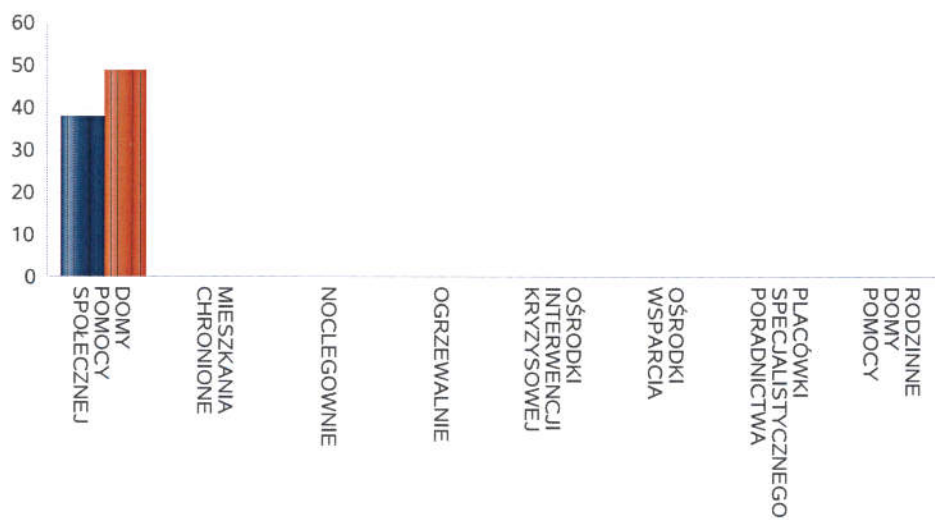 60
50
40
30
20
10
0
DOMY
POMOCY
SPOŁECZNEJ
MIESZKANIA
CHRONIONE
NOCLEGOWNIE
OGRZEWALNIE
OŚRODKI
INTERWENCJI
KRYZYSOWEJ
OŚRODKI
WSPARCIA
PLACÓWKI
SPECJALISTYCZNEGO
PORADNICTWA
RODZINNE
DOMY
POMOCY